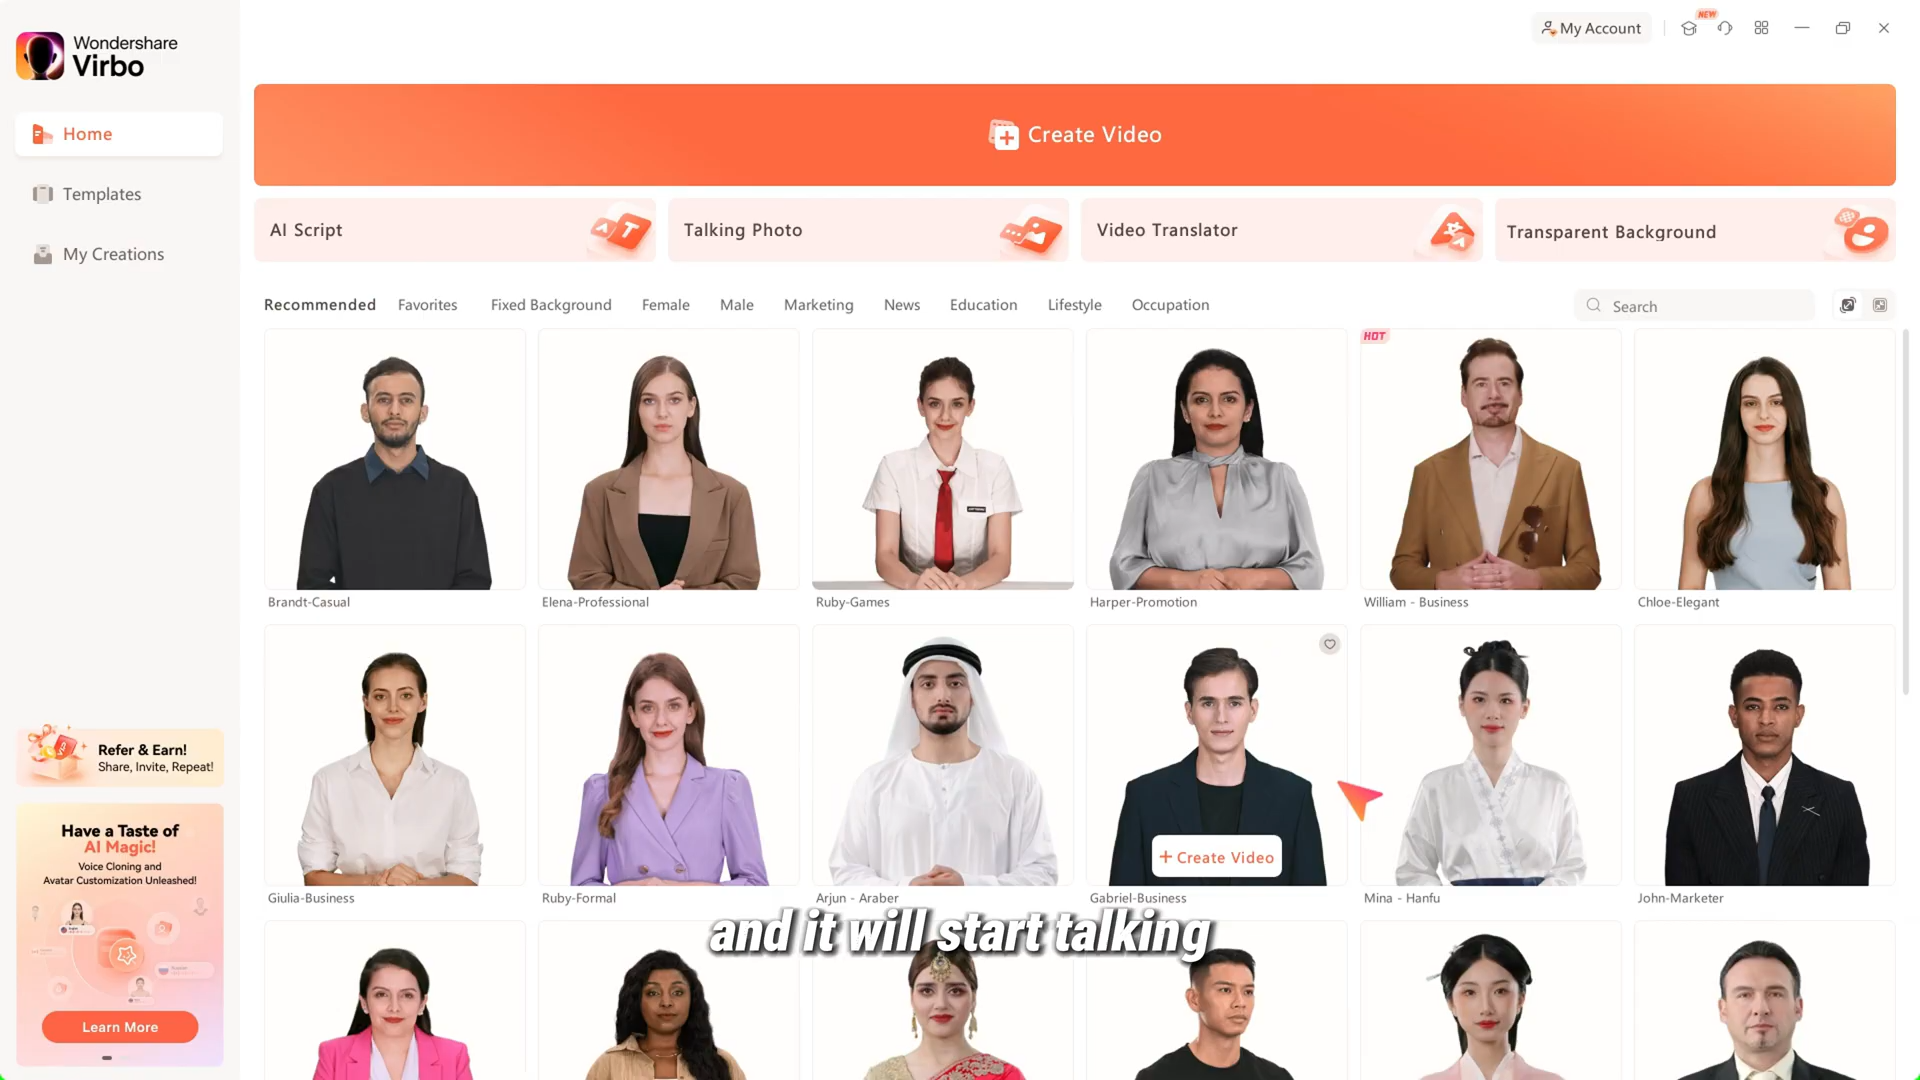 Wondershare
Virbo
My Account
NEW
Home
Templates
My Creations
Create Video
AI Script
Talking Photo
Video Translator
Transparent Background
Recommended
Favorites
Fixed Background
Female
Male
Marketing
News
Education
Lifestyle
Occupation
Search
HOT
Brandt-Casual
Elena-Professional
Ruby-Games
Harper-Promotion
William - Business
Chloe-Elegant
+ Create Video
Giulia-Business
Ruby-Formal
Arjun - Araber
Gabriel-Business
Mina - Hanfu
John-Marketer
and it will start talking
Refer & Earn!
Share, Invite, Repeat!
Have a Taste of
AI Magic!
Voice Cloning and
Avatar Customization Unleashed!
Learn More